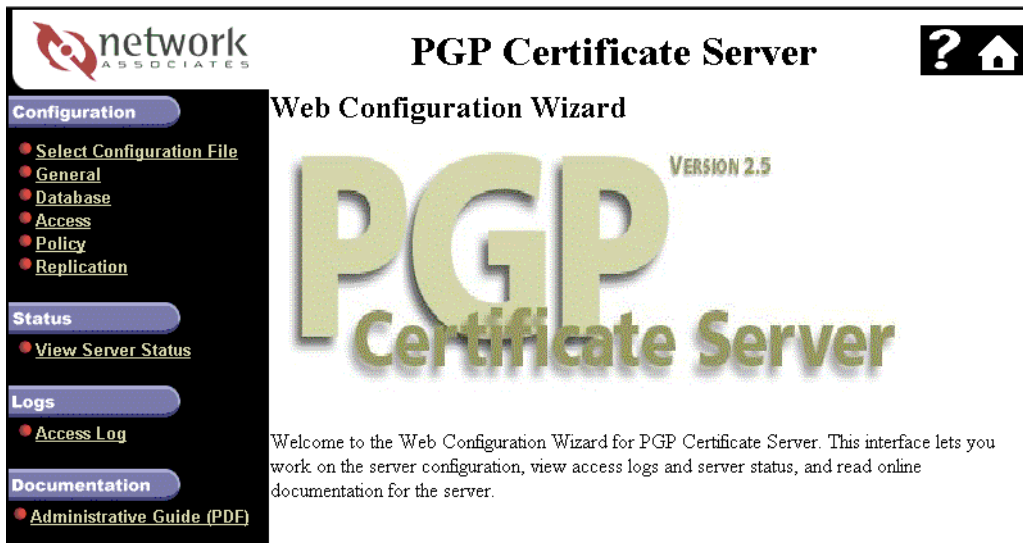 network
ASSOCIATES
PGP Certificate Server
?
Configuration
Select Configuration File
General
Database
Access
Policy
Replication
Status
View Server Status
Logs
Access Log
Documentation
Administrative Guide (PDF)
Web Configuration Wizard
VERSION 2.5
PGP
Certificate Server
Welcome to the Web Configuration Wizard for PGP Certificate Server. This interface lets you
work on the server configuration, view access logs and server status, and read online
documentation for the server.